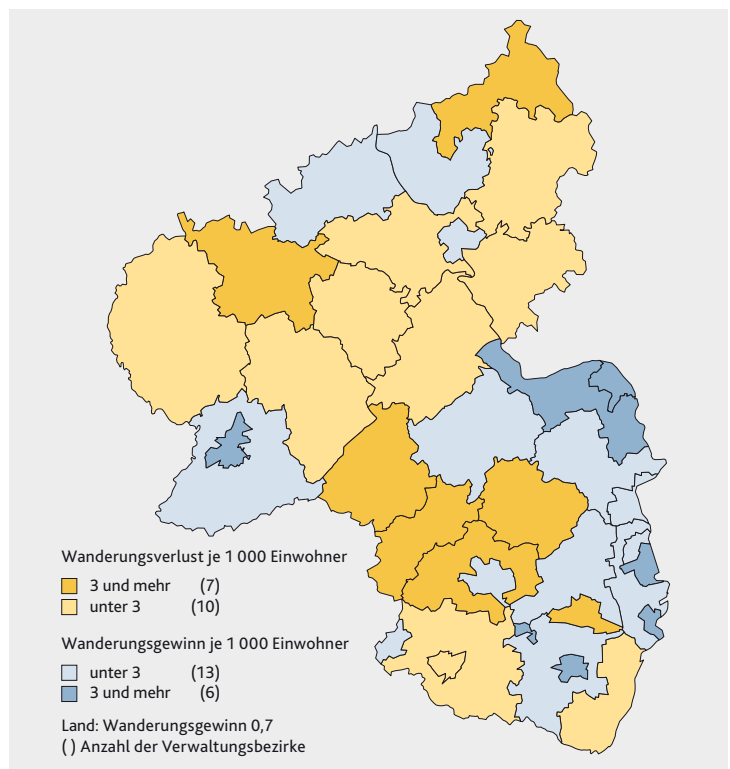 Wanderungsverlust je 1 000 Einwohner
3 und mehr (7)
unter 3 (10)
Wanderungsgewinn je 1 000 Einwohner
unter 3 (13)
3 und mehr (6)
Land: Wanderungsgewinn 0,7
( ) Anzahl der Verwaltungsbezirke